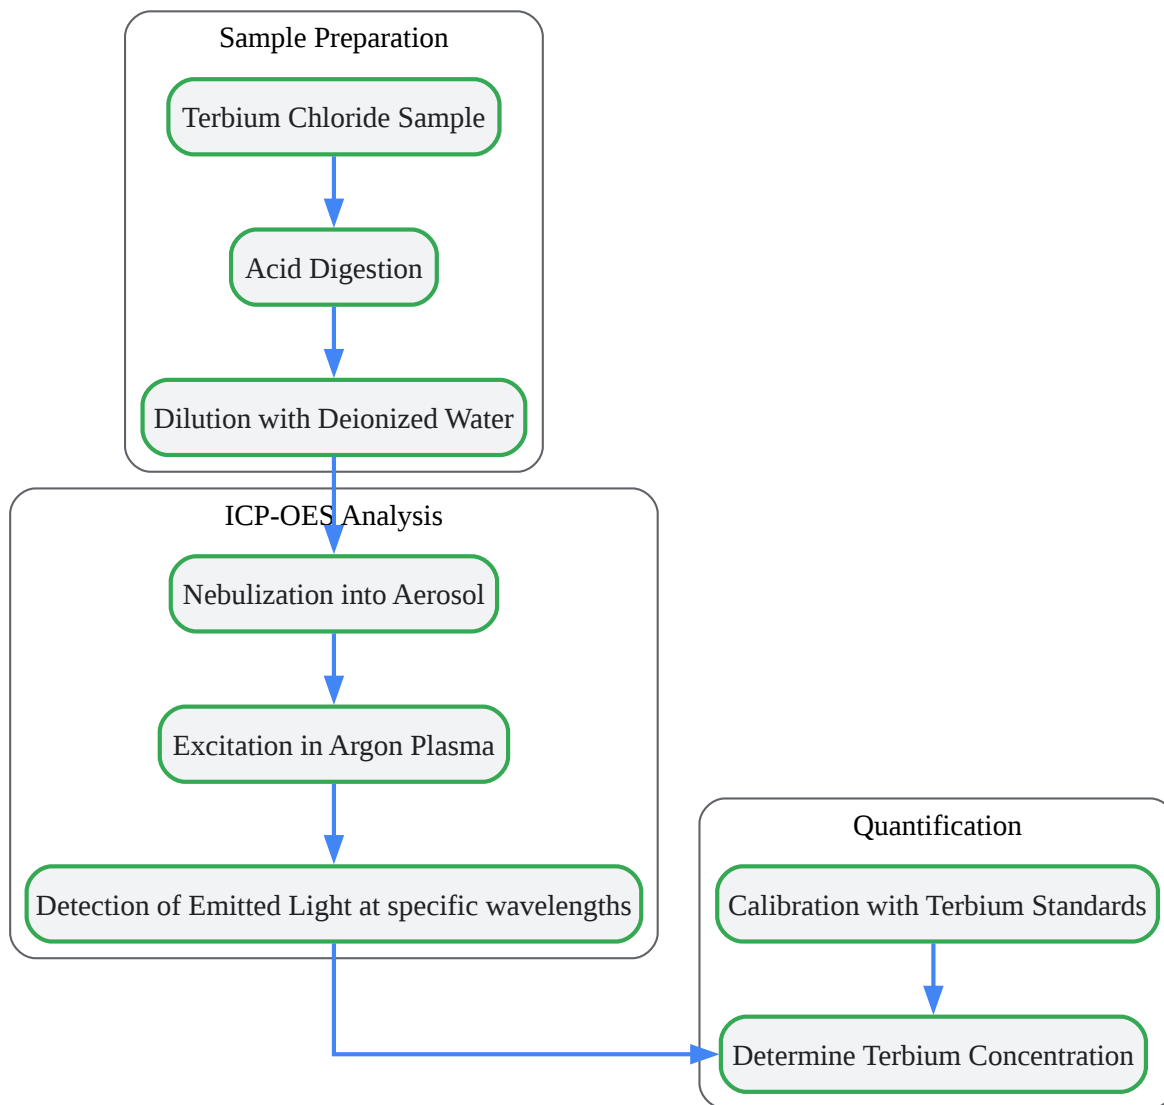 Sample Preparation
Terbium Chloride Sample
Acid Digestion
Dilution with Deionized Water
ICP-OES Analysis
Nebulization into Aerosol
Excitation in Argon Plasma
Detection of Emitted Light at specific wavelengths
Quantification
Calibration with Terbium Standards
Determine Terbium Concentration